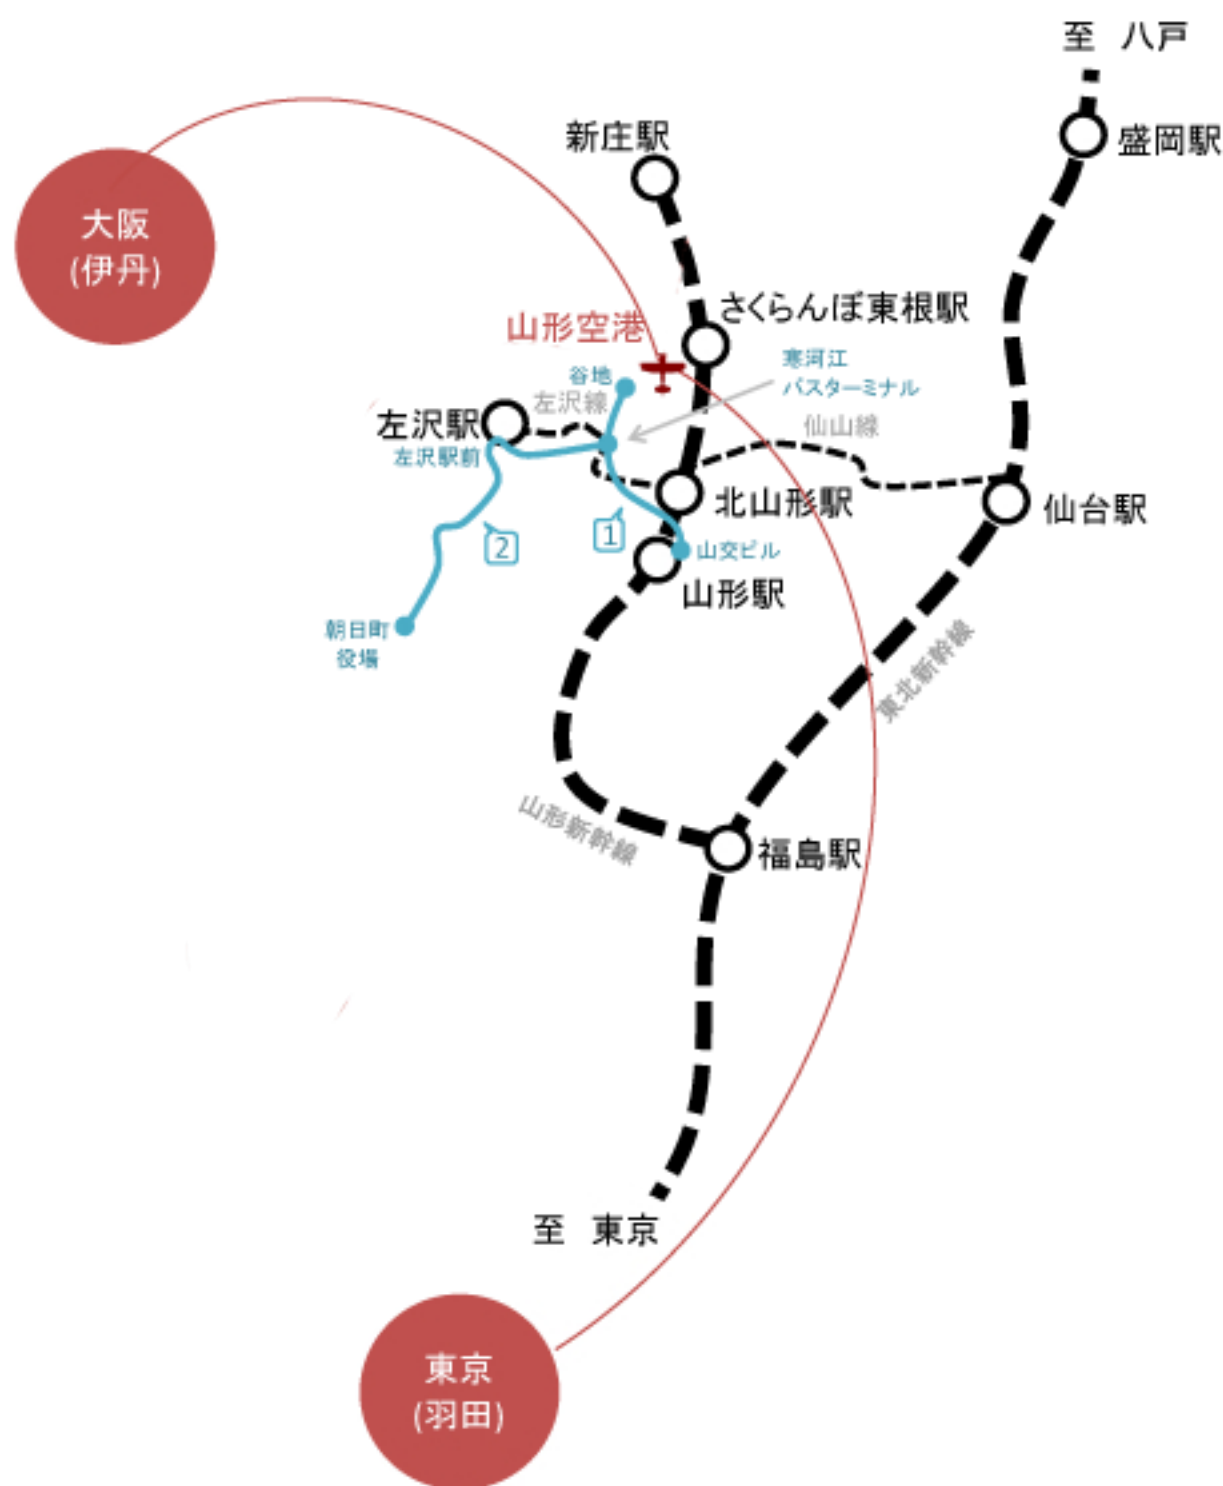 至 八戸
盛岡駅
新庄駅
大阪
(伊丹)
さくらんぼ東根駅
山形空港
寒河江
バスターミナル
谷地
左沢線
左沢駅
仙山線
左沢駅前
北山形駅
仙台駅
1
2
山交ビル
山形駅
朝日町
役場
東北新幹線
山形新幹線
福島駅
至 東京
東京
(羽田)